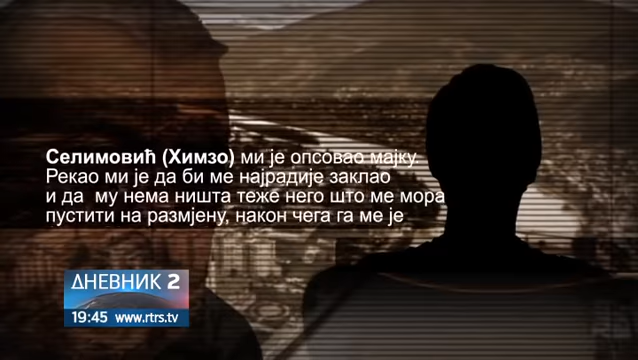 Селимовић (Химзо) ми је опсовао мајку.
Рекао ми је да би ме најрадије заклао
и да му нема ништа теже него што ме мора
пустити на размјену, након чега га ме је
ДНЕВНИК 2
19:45 www.rtrs.tv